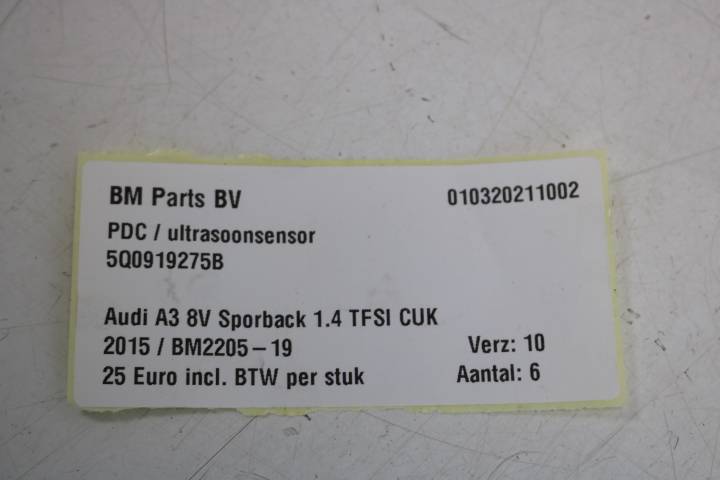 BM Parts BV 010320211002
PDC / ultrasoonsensor
5Q0919275B
Audi A3 8V Sporback 1.4 TFSI CUK
2015 / BM2205-19 Verz: 10
25 Euro incl. BTW per stuk Aantal: 6